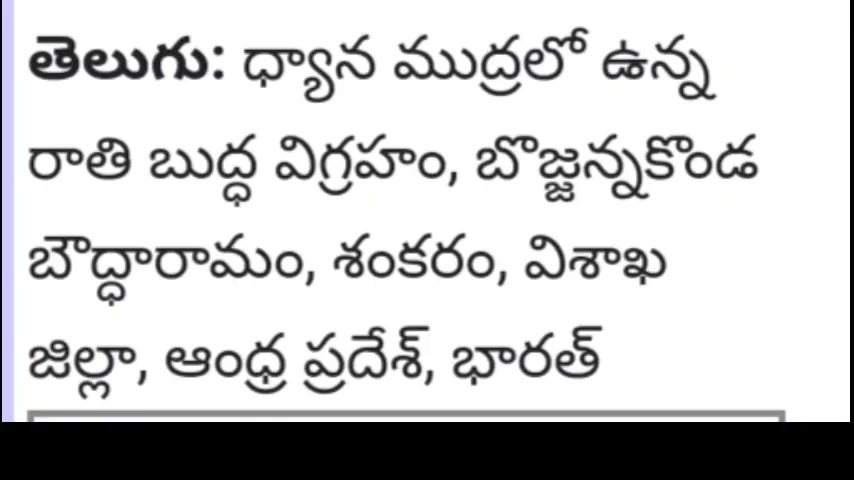 తెలుగు: ధ్యాన ముద్రలో ఉన్న
రాతి బుద్ధ విగ్రహం, బొజ్జన్నకొండ
బౌద్ధారామం, శంకరం, విశాఖ
జిల్లా, ఆంధ్ర ప్రదేశ్, భారత్